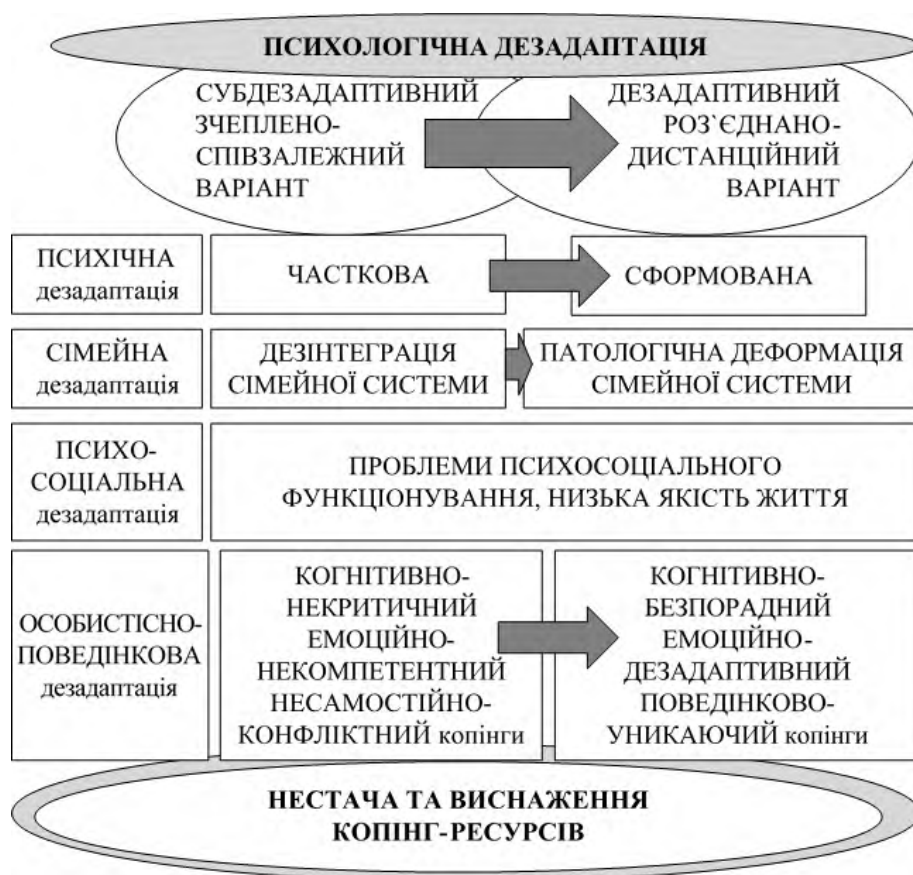 ПСИХОЛОГІЧНА ДЕЗАДАПТАЦІЯ
СУБДЕЗАДАПТИВНИЙ
ЗЧЕПЛЕНО-
СПІВЗАЛЕЖНИЙ
ВАРІАНТ
ДЕЗАДАПТИВНИЙ
РОЗ`ЄДНАНО-
ДИСТАНЦІЙНИЙ
ВАРІАНТ
ПСИХІЧНА
дезадаптація
ЧАСТКОВА
СФОРМОВАНА
СІМЕЙНА
дезадаптація
ДЕЗІНТЕГРАЦІЯ
СІМЕЙНОЇ СИСТЕМИ
ПАТОЛОГІЧНА ДЕФОРМАЦІЯ
СІМЕЙНОЇ СИСТЕМИ
ПСИХО-
СОЦІАЛЬНА
дезадаптація
ПРОБЛЕМИ ПСИХОСОЦІАЛЬНОГО
ФУНКЦІОНУВАННЯ, НИЗЬКА ЯКІСТЬ ЖИТТЯ
ОСОБИСТІСНО-
ПОВЕДІНКОВА
дезадаптація
КОГНІТИВНО-
НЕКРИТИЧНИЙ
ЕМОЦІЙНО-
НЕКОМПЕТЕНТНИЙ
НЕСАМОСТІЙНО-
КОНФЛІКТНИЙ копінги
КОГНІТИВНО-
БЕЗПОРАДНИЙ
ЕМОЦІЙНО-
ДЕЗАДАПТИВНИЙ
ПОВЕДІНКОВО-
УНИКАЮЧИЙ копінги
НЕСТАЧА ТА ВИСНАЖЕННЯ
КОПІНГ-РЕСУРСІВ